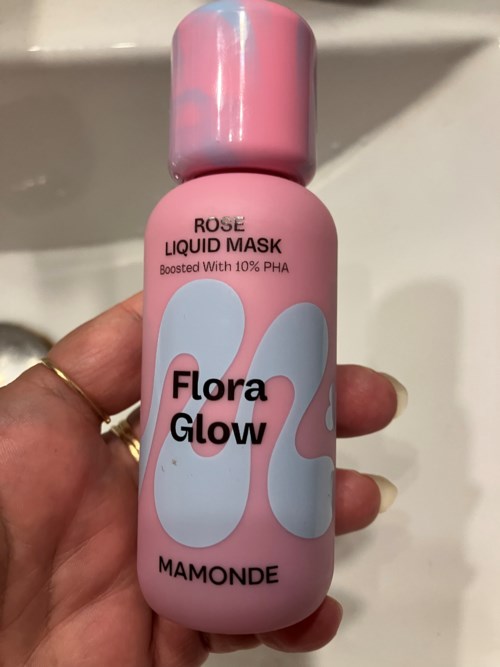 ROSE
LIQUID MASK
Boosted With 10% PHA
Flora
Glow
MAMONDE